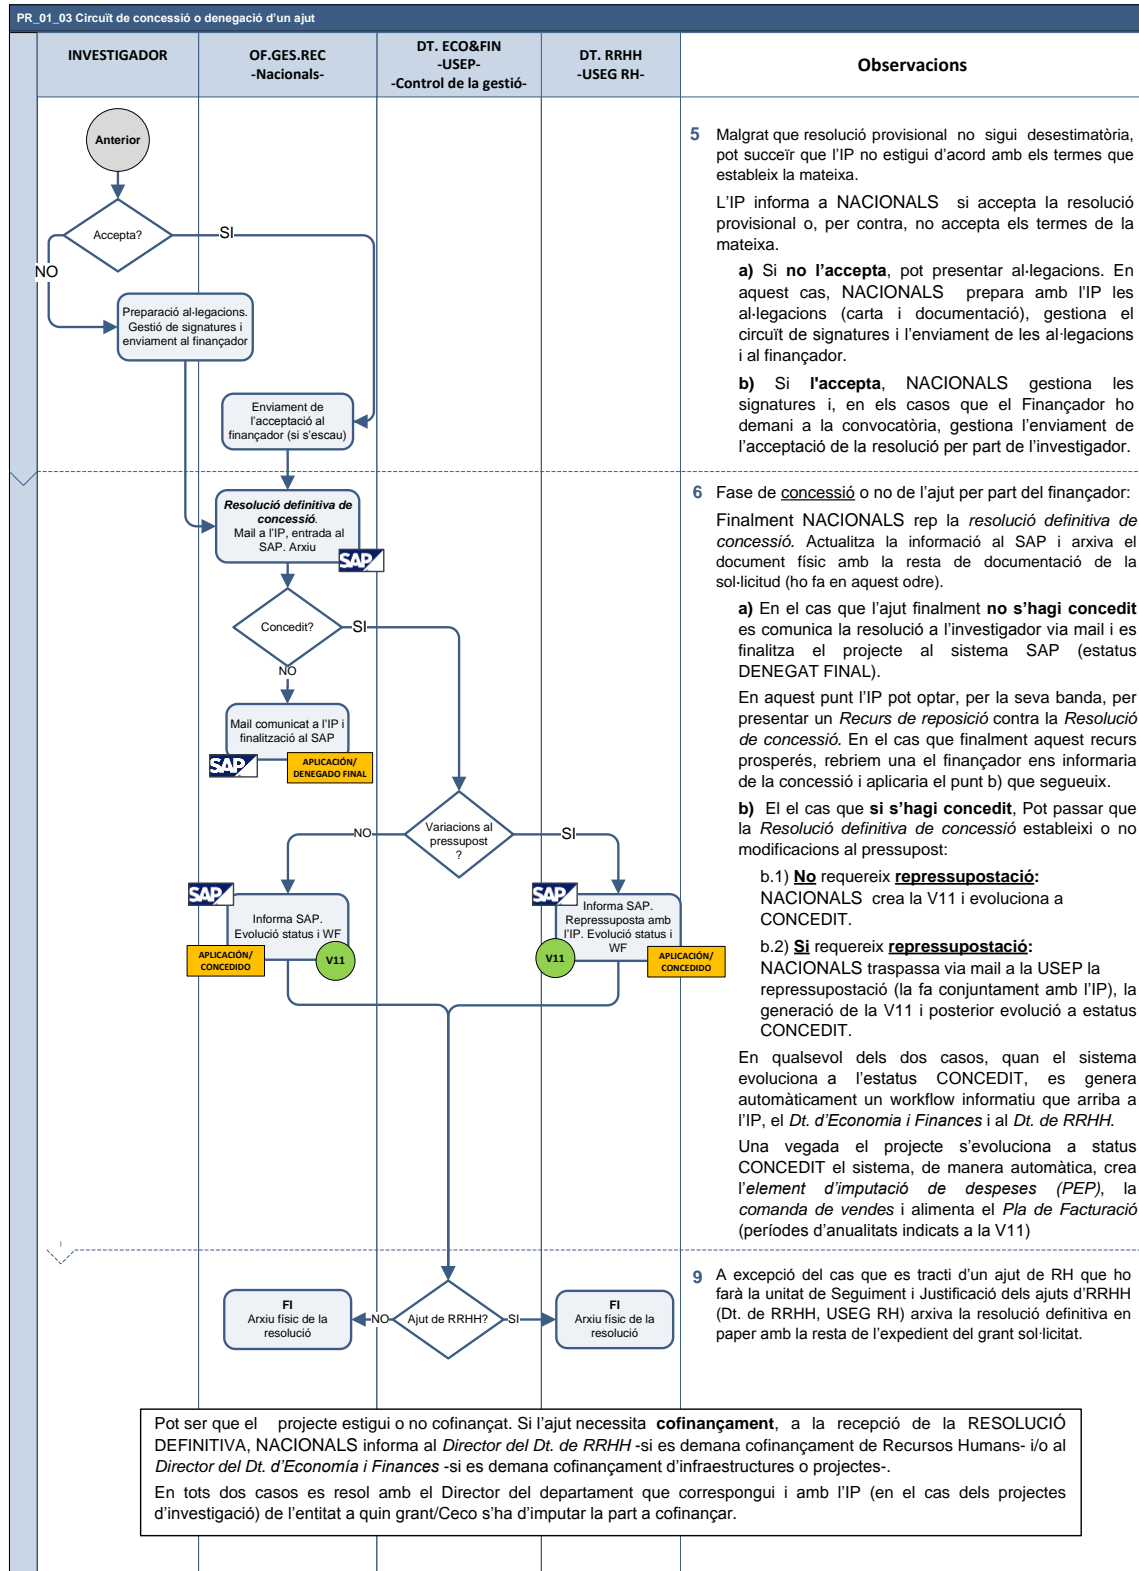 PR_01_03 Circuït de concessió o denegació d'un ajut
INVESTIGADOR
OF.GES.REC
-Nacionals-
DT. ECO&FIN
-USEP-
-Control de la gestió-
DT. RRHH
-USEG RH-
Observacions
Anterior
Accepta?
SI
NO
Preparació al·legacions.
Gestió de signatures i
enviament al finançador
Enviament de
l'acceptació al
finançador (si s'escau)
Resolució definitiva de
concessió.
Mail a l'IP, entrada al
SAP. Arxiu
SAP
Concedit?
SI
NO
Mail comunicat a l'IP i
finalització al SAP
SAP
APLICACIÓN/
DENEGADO FINAL
Variacions al
pressupost
?
NO
SI
SAP
Informa SAP.
Evolució status i WF
APLICACIÓN/
CONCEDIDO
V11
SAP
Informa SAP.
Repressuposta amb
l'IP. Evolució status i
WF
V11
APLICACIÓN/
CONCEDIDO
FI
Arxiu físic de la
resolució
NO
Ajut de RRHH?
SI
FI
Arxiu físic de la
resolució
5 Malgrat que resolució provisional no sigui desestimatòria,
pot succeïr que l'IP no estigui d'acord amb els termes que
estableix la mateixa.
L'IP informa a NACIONALS si accepta la resolució
provisional o, per contra, no accepta els termes de la
mateixa.
a) Si no l'accepta, pot presentar al·legacions. En
aquest cas, NACIONALS prepara amb l'IP les
al·legacions (carta i documentació), gestiona el
circuït de signatures i l'enviament de les al·legacions
i al finançador.
b) Si l'accepta, NACIONALS gestiona les
signatures i, en els casos que el Finançador ho
demani a la convocatòria, gestiona l'enviament de
l'acceptació de la resolució per part de l'investigador.
6 Fase de concessió o no de l'ajut per part del finançador:
Finalment NACIONALS rep la resolució definitiva de
concessió. Actualitza la informació al SAP i arxiva el
document físic amb la resta de documentació de la
sol·licitud (ho fa en aquest odre).
a) En el cas que l'ajut finalment no s'hagi concedit
es comunica la resolució a l'investigador via mail i es
finalitza el projecte al sistema SAP (estatus
DENEGAT FINAL).
En aquest punt l'IP pot optar, per la seva banda, per
presentar un Recurs de reposició contra la Resolució
de concessió. En el cas que finalment aquest recurs
prosperés, rebriem una el finançador ens informaria
de la concessió i aplicaria el punt b) que segueuix.
b) El el cas que si s'hagi concedit, Pot passar que
la Resolució definitiva de concessió estableixi o no
modificacions al pressupost:
b.1) No requereix repressupostació:
NACIONALS crea la V11 i evoluciona a
CONCEDIT.
b.2) Si requereix repressupostació:
NACIONALS traspassa via mail a la USEP la
repressupostació (la fa conjuntament amb l'IP), la
generació de la V11 i posterior evolució a estatus
CONCEDIT.
En qualsevol dels dos casos, quan el sistema
evoluciona a l'estatus CONCEDIT, es genera
automàticament un workflow informatiu que arriba a
l'IP, el Dt. d'Economia i Finances i al Dt. de RRHH.
Una vegada el projecte s'evoluciona a status
CONCEDIT el sistema, de manera automàtica, crea
l'element d'imputació de despeses (PEP), la
comanda de vendes i alimenta el Pla de Facturació
(períodes d'anualitats indicats a la V11)
9 A excepció del cas que es tracti d'un ajut de RH que ho
farà la unitat de Seguiment i Justificació dels ajuts d'RRHH
(Dt. de RRHH, USEG RH) arxiva la resolució definitiva en
paper amb la resta de l'expedient del grant sol·licitat.
Pot ser que el projecte estigui o no cofinançat. Si l'ajut necessita cofinançament, a la recepció de la RESOLUCIÓ
DEFINITIVA, NACIONALS informa al Director del Dt. de RRHH -si es demana cofinançament de Recursos Humans- i/o al
Director del Dt. d'Economía i Finances -si es demana cofinançament d'infraestructures o projectes-.
En tots dos casos es resol amb el Director del departament que correspongui i amb l'IP (en el cas dels projectes
d'investigació) de l'entitat a quin grant/Ceco s'ha d'imputar la part a cofinançar.